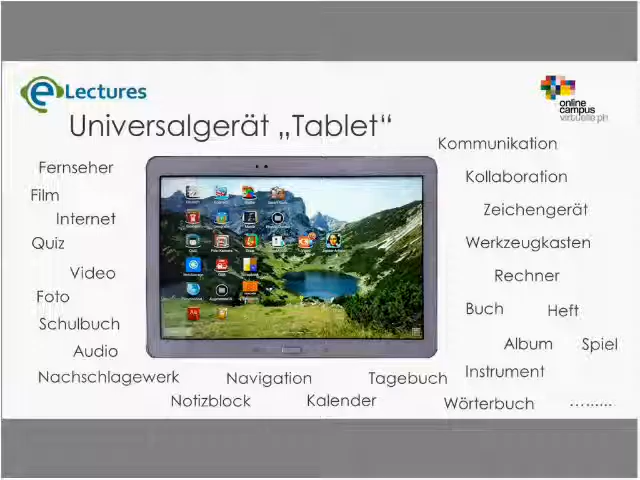 eLectures
online
campus
virtuelle ph
Universalgerät „Tablet“
Kommunikation
Fernseher
Kollaboration
Film
Zeichengerät
Internet
Quiz
Werkzeugkasten
Video
Rechner
Foto
Buch
Heft
Schulbuch
Album
Spiel
Audio
Instrument
Nachschlagewerk
Navigation
Tagebuch
Notizblock
Kalender
Wörterbuch